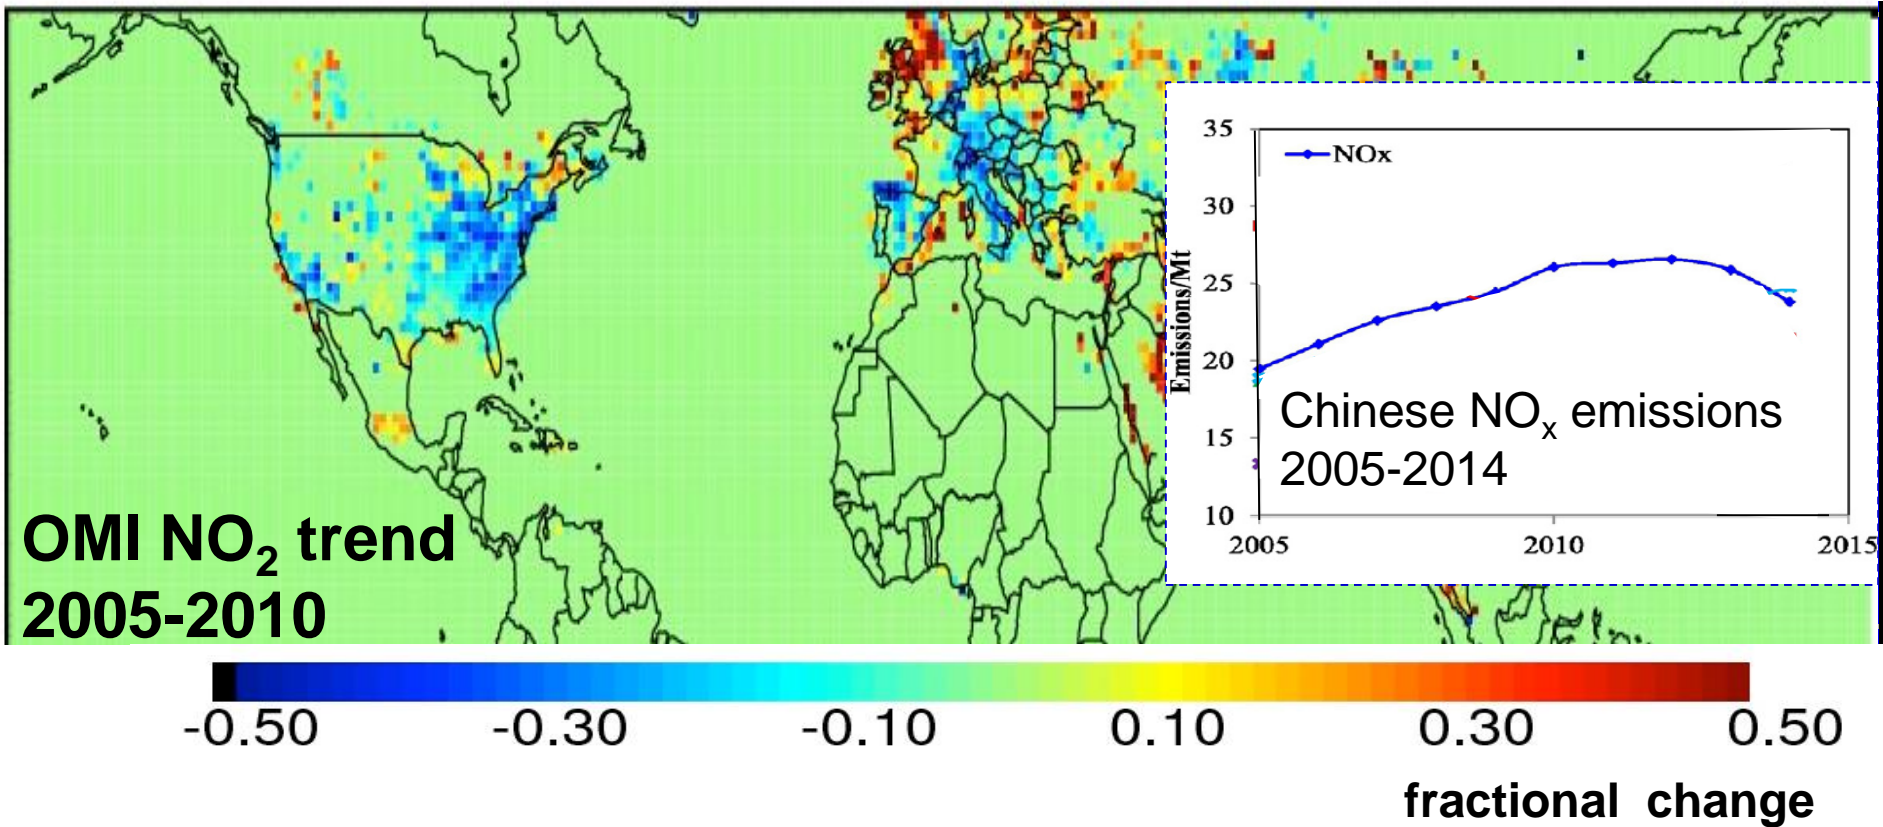 35
NOx
30
25
20
15
10
Emissions/Mt
Chinese NOₓ emissions
2005-2014
2005 2010 2015
OMI NO₂ trend
2005-2010
-0.50 -0.30 -0.10 0.10 0.30 0.50
fractional change